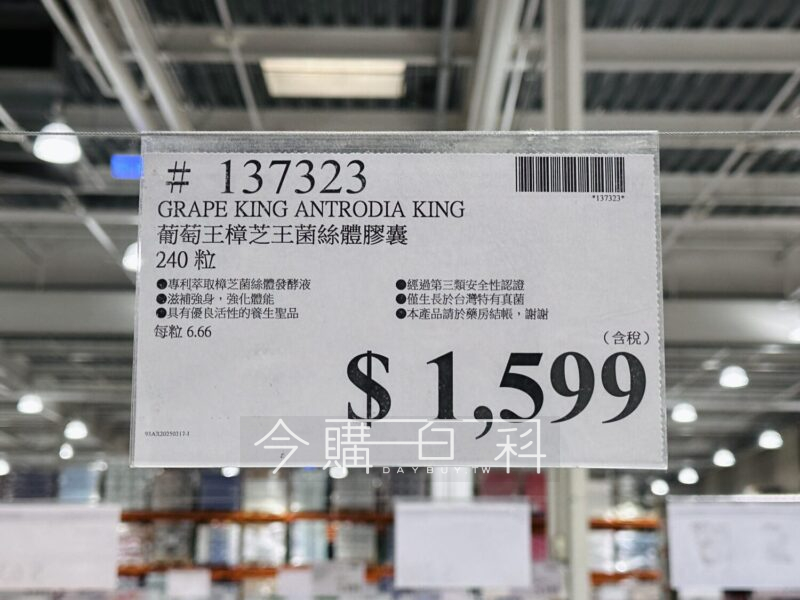 # 137323
*137323*
GRAPE KING ANTRODIA KING
葡萄王樟芝王菌絲體膠囊
240 粒
●專利萃取樟芝菌絲體發酵液
●滋補強身，強化體能
●具有優良活性的養生聖品
●經過第三類安全性認證
●僅生長於台灣特有真菌
●本產品請於藥房結帳，謝謝
每粒 6.66
(含稅)
$ 1,599
今購百科
DAYBUY.TW